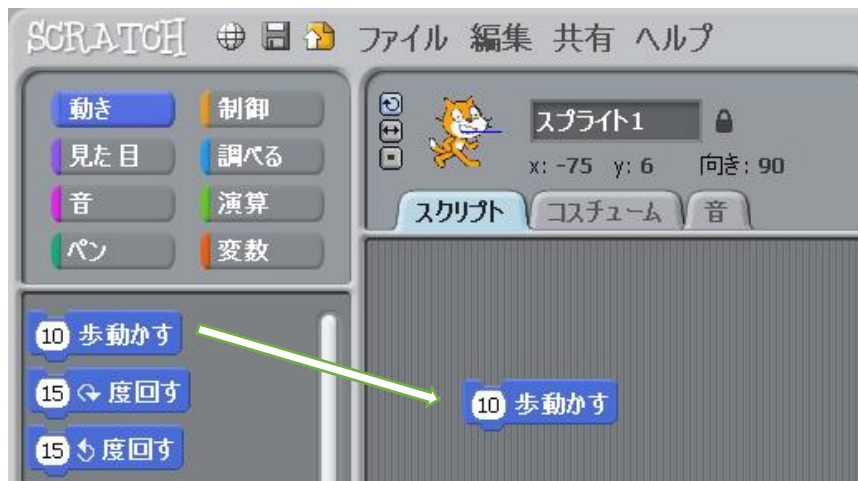 SCRATCH ファイル 編集 共有 ヘルプ
動き 制御
見た目 調べる
音 演算
ペン 変数
スプライト1
x: -75 y: 6 向き: 90
スクリプト コスチューム 音
10 歩動かす
15 度回す
15 度回す
10 歩動かす